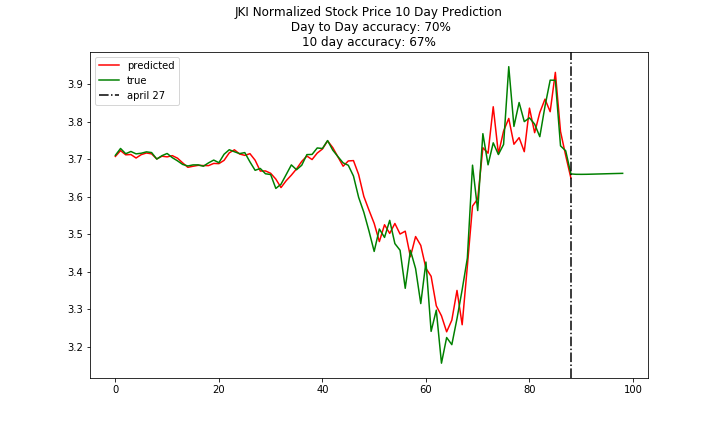 JKI Normalized Stock Price 10 Day Prediction
Day to Day accuracy: 70%
10 day accuracy: 67%
predicted
true
april 27
3.9
3.8
3.7
3.6
3.5
3.4
3.3
3.2
0 20 40 60 80 100